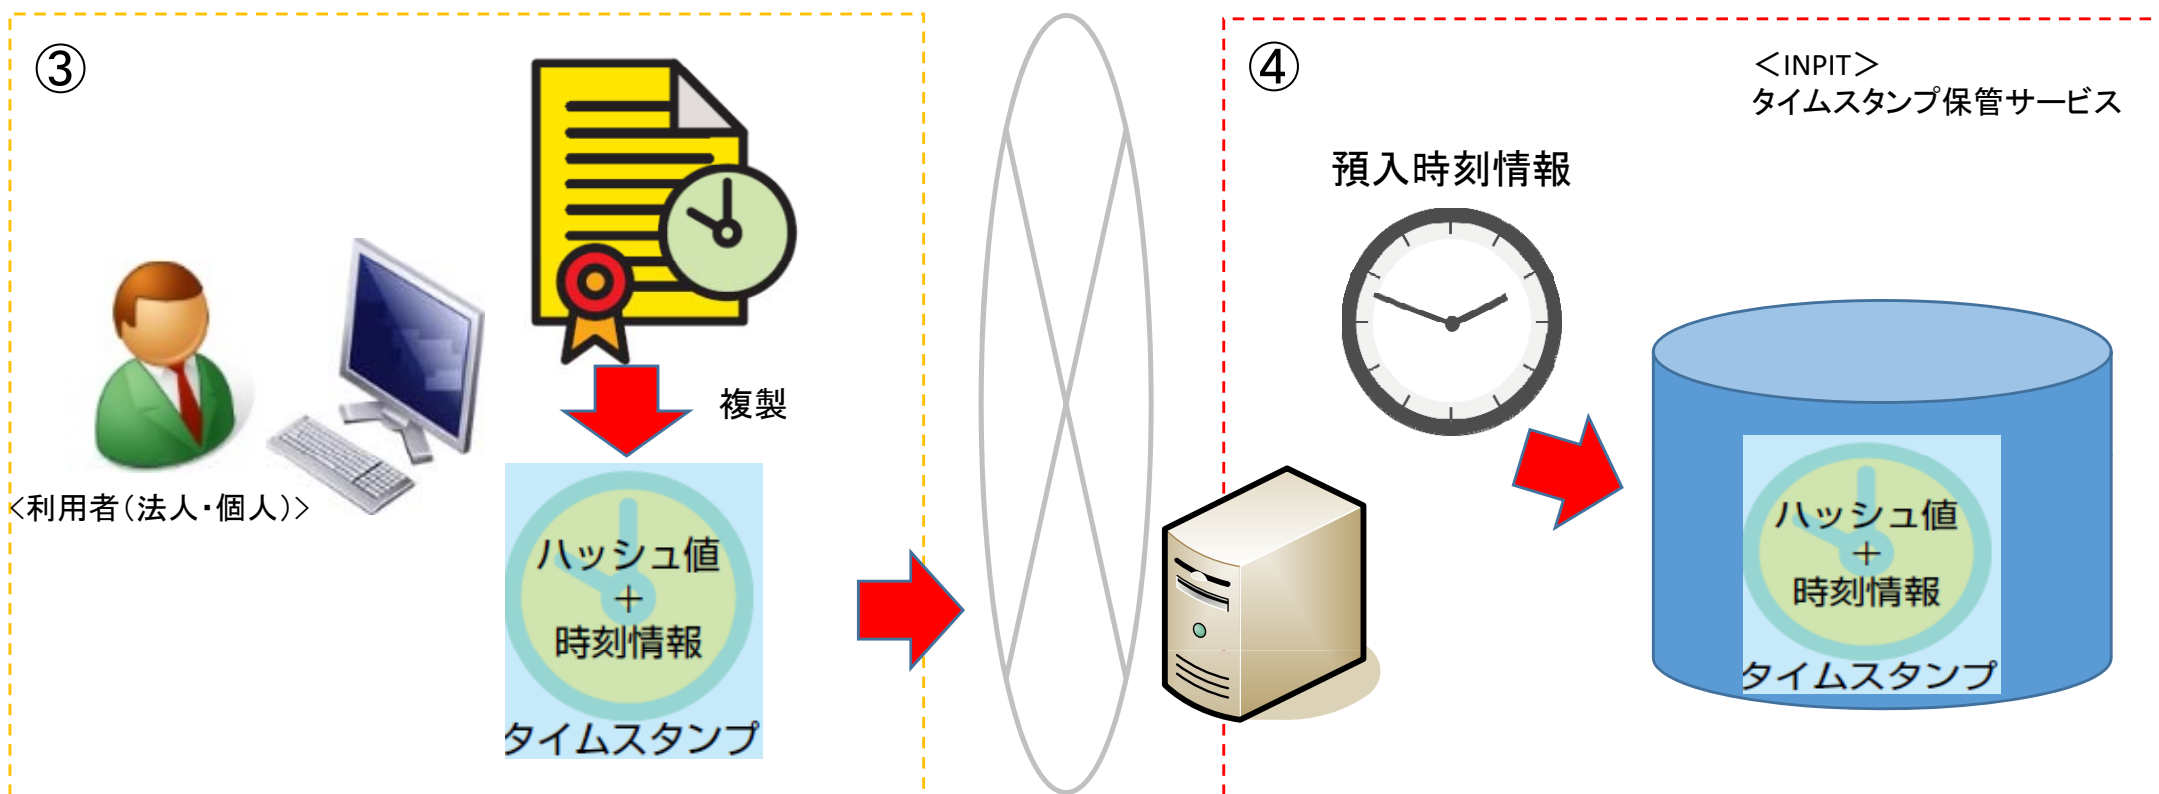 ③
複製
<利用者(法人・個人)>
ハッシュ値
+
時刻情報
タイムスタンプ
④
＜INPIT＞
タイムスタンプ保管サービス
預入時刻情報
ハッシュ値
+
時刻情報
タイムスタンプ